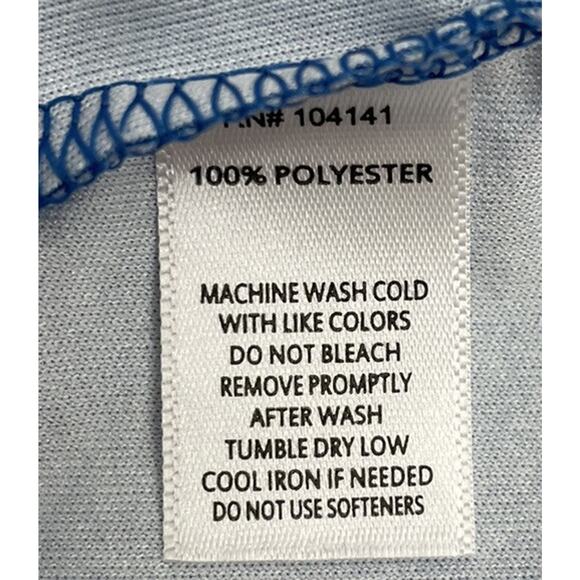 RN# 104141
100% POLYESTER
MACHINE WASH COLD
WITH LIKE COLORS
DO NOT BLEACH
REMOVE PROMPTLY
AFTER WASH
TUMBLE DRY LOW
COOL IRON IF NEEDED
DO NOT USE SOFTENERS